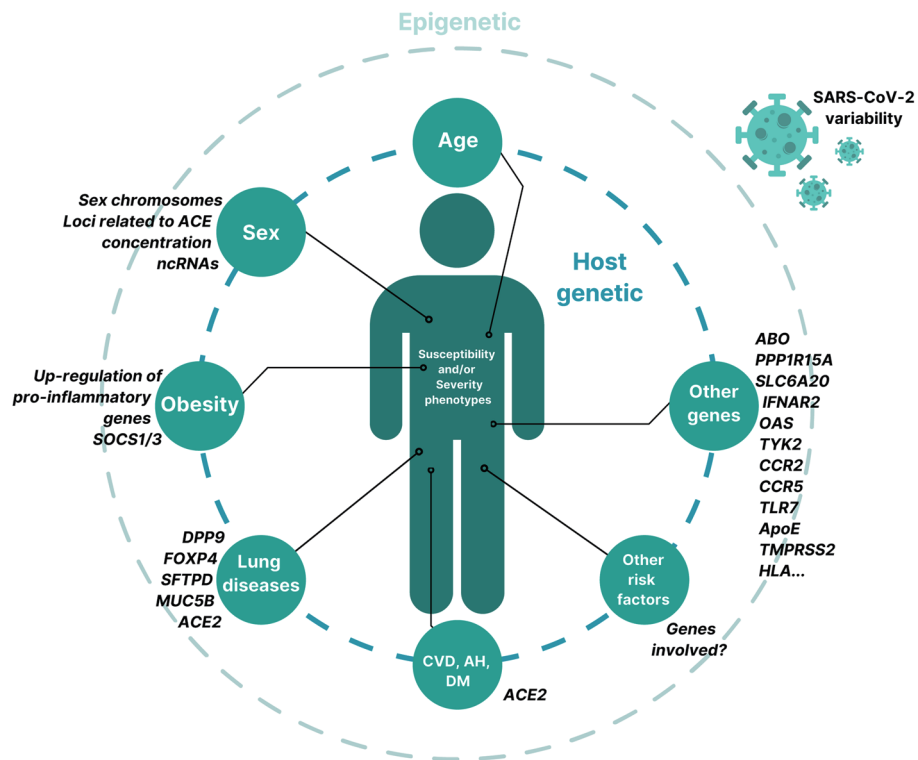 Epigenetic
SARS-CoV-2
variability
Age
Sex chromosomes
Loci related to ACE
concentration
ncRNAs
Sex
Host
genetic
Susceptibility
and/or
Severity
phenotypes
Up-regulation of
pro-inflammatory
genes
SOCS1/3
Obesity
Other
genes
ABO
PPP1R15A
SLC6A20
IFNAR2
OAS
TYK2
CCR2
CCR5
TLR7
ApoE
TMPRSS2
HLA...
DPP9
FOXP4
SFTPD
MUC5B
ACE2
Lung
diseases
Other
risk
factors
Genes
involved?
CVD, AH,
DM
ACE2